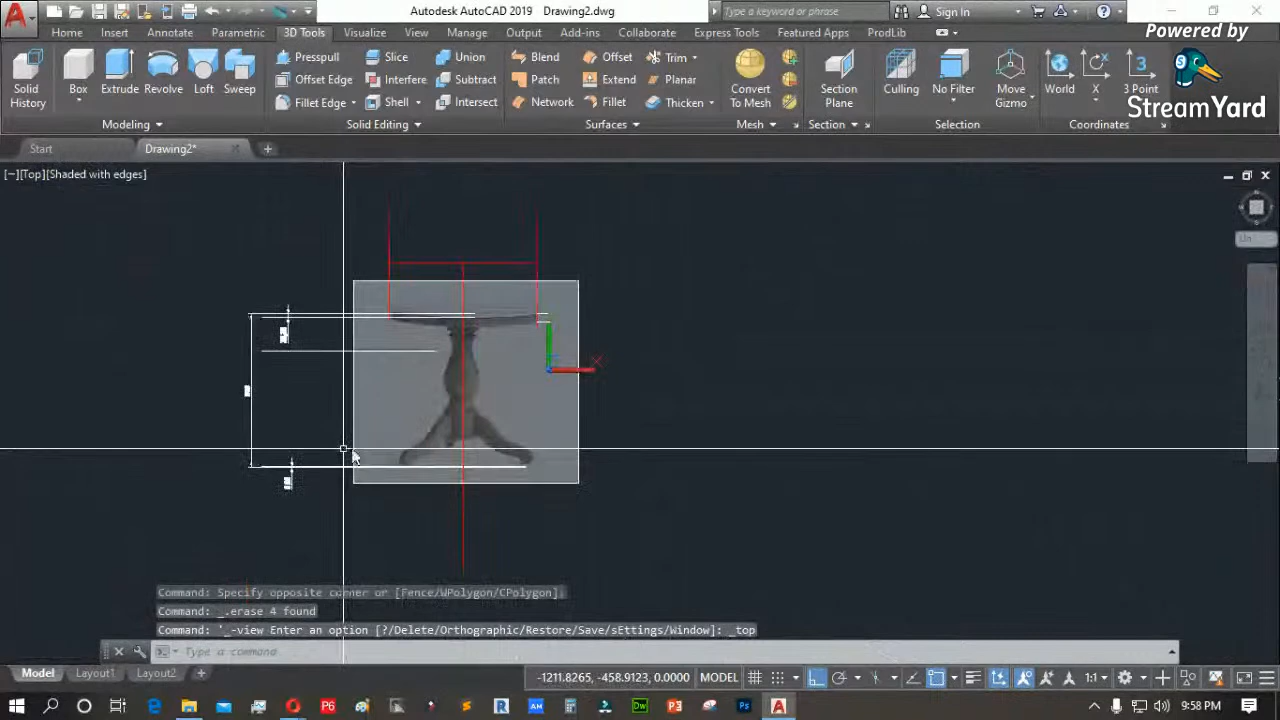 Autodesk AutoCAD 2019 Drawing2.dwg
Type a keyword or phrase
Sign In
Powered by
StreamYard
Home Insert Annotate Parametric 3D Tools Visualize View Manage Output Add-ins Collaborate Express Tools Featured Apps ProdLib
Solid History
Box
Extrude
Revolve
Loft
Sweep
Presspull
Offset Edge
Fillet Edge
Slice
Interfere
Shell
Union
Subtract
Intersect
Blend
Patch
Network
Offset
Extend
Fillet
Trim
Planar
Thicken
Convert To Mesh
Section Plane
Culling
No Filter
Move Gizmo
World
X
3 Point
Modeling
Solid Editing
Surfaces
Mesh
Section
Selection
Coordinates
Start
Drawing2*
[−][Top][Shaded with edges]
Un
Command: Specify opposite corner or [Fence/WPolygon/CPolygon]:
Command: _.erase 4 found
Command: '_-view Enter an option [?/Delete/Orthographic/Restore/Save/sEttings/Window]: _top
Type a command
Model Layout1 Layout2
-1211.8265, -458.9123, 0.0000 MODEL
1:1
9:58 PM